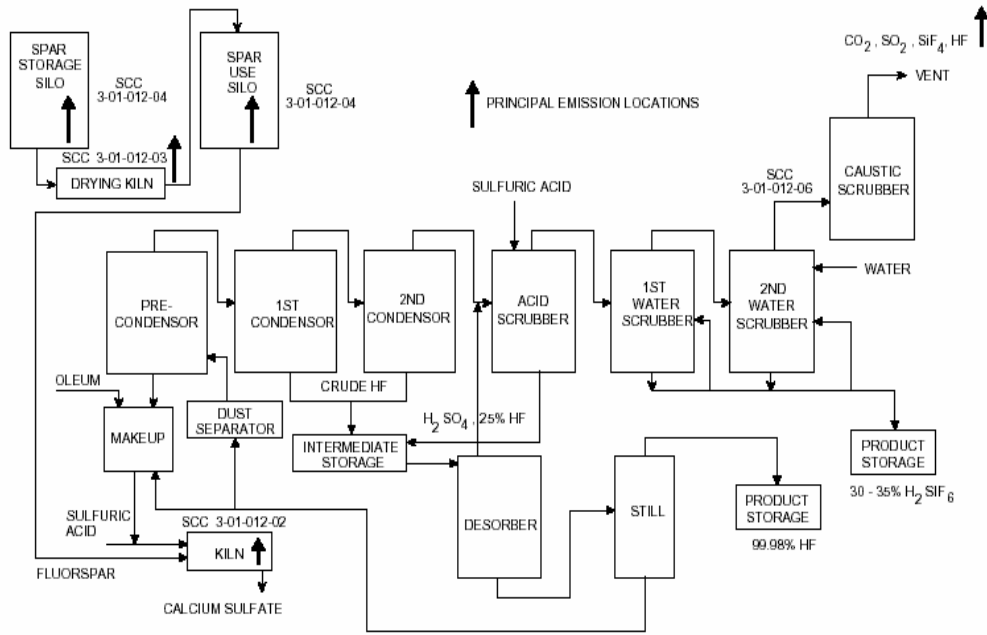 SPAR
STORAGE
SILO
SCC
3-01-012-04
SPAR
USE
SILO
SCC
3-01-012-04
SCC 3-01-012-03
DRYING KILN
PRINCIPAL EMISSION LOCATIONS
CO2 , SO2 , SiF4, HF
VENT
CAUSTIC
SCRUBBER
SCC
3-01-012-06
SULFURIC ACID
PRE-
CONDENSOR
1ST
CONDENSOR
2ND
CONDENSOR
ACID
SCRUBBER
1ST
WATER
SCRUBBER
2ND
WATER
SCRUBBER
WATER
OLEUM
MAKEUP
DUST
SEPARATOR
CRUDE HF
INTERMEDIATE
STORAGE
H2 SO4 , 25% HF
DESORBER
STILL
PRODUCT
STORAGE
99.98% HF
PRODUCT
STORAGE
30 - 35% H2 SiF6
SULFURIC
ACID
SCC 3-01-012-02
KILN
FLUORSPAR
CALCIUM SULFATE